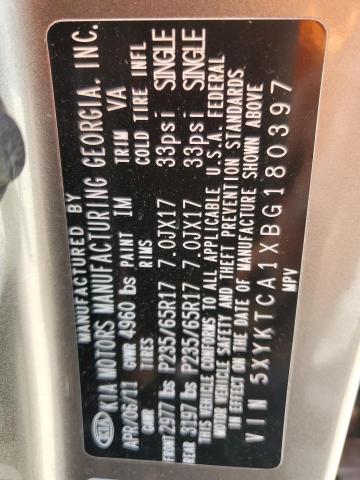 MANUFACTURED BY
KIA KIA MOTORS MANUFACTURING GEORGIA, INC.
APR/06/11 GVWR 4960 lbs PAINT IM TRIM VA
GAWR TIRES RIMS COLD TIRE INFL
FRONT 2977 lbs P235/65R17 7.0JX17 33psi SINGLE
REAR 3197 lbs P235/65R17 7.0JX17 33psi SINGLE
THIS VEHICLE CONFORMS TO ALL APPLICABLE U.S.A. FEDERAL
MOTOR VEHICLE SAFETY AND THEFT PREVENTION STANDARDS
IN EFFECT ON THE DATE OF MANUFACTURE SHOWN ABOVE
VIN 5XYKTCA1XBG180397
MPV